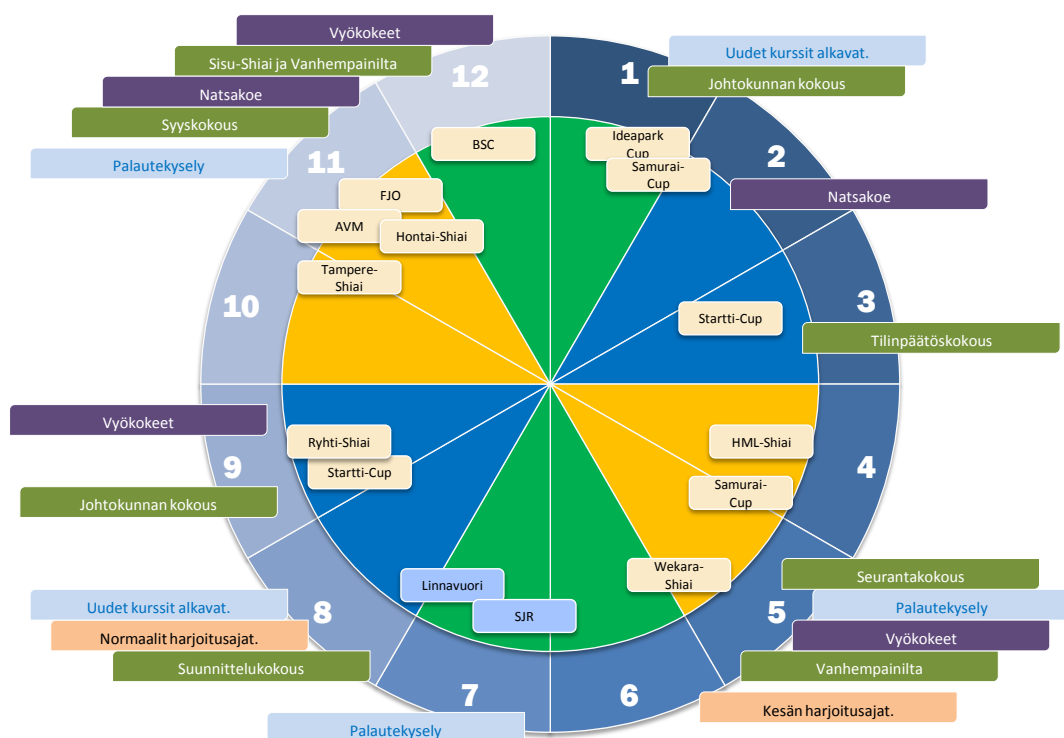 Vyökokeet
Sisu-Shiai ja Vanhempainilta
Natsakoe
Syyskokous
Palautekysely
Uudet kurssit alkavat.
Johtokunnan kokous
12
1
11
2
10
3
9
4
8
5
7
6
BSC
Ideapark
Cup
Samurai-
Cup
FJO
AVM
Hontai-Shiai
Tampere-
Shiai
Natsakoe
Startti-Cup
Tilinpäätöskokous
Vyökokeet
Ryhti-Shiai
Startti-Cup
HML-Shiai
Samurai-
Cup
Johtokunnan kokous
Linnavuori
SJR
Wekara-
Shiai
Uudet kurssit alkavat.
Normaalit harjoitusajat.
Suunnittelukokous
Palautekysely
Seurantakokous
Palautekysely
Vyökokeet
Vanhempainilta
Kesän harjoitusajat.